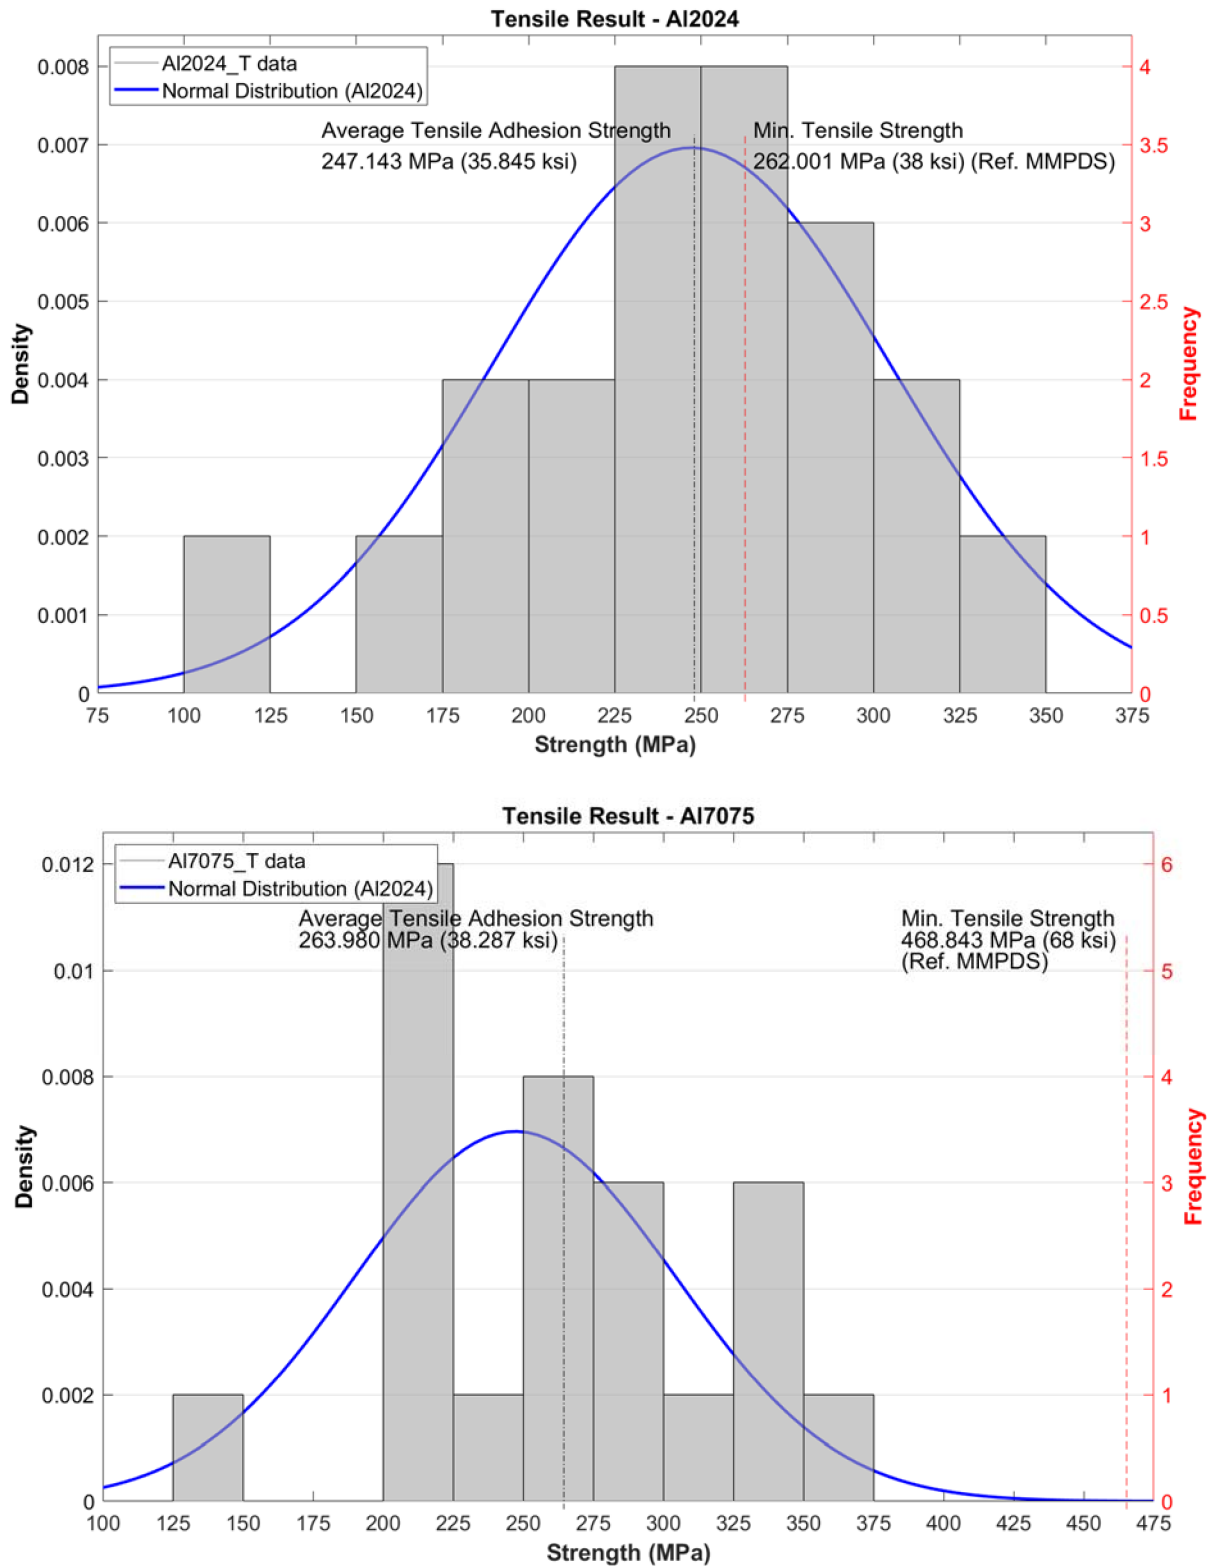 Tensile Result - Al2024
Al2024_T data
Normal Distribution (Al2024)
Average Tensile Adhesion Strength
247.143 MPa (35.845 ksi)
Min. Tensile Strength
262.001 MPa (38 ksi) (Ref. MMPDS)
Density
0.008
0.007
0.006
0.005
0.004
0.003
0.002
0.001
0
4
3.5
3
2.5
2
1.5
1
0.5
0
Frequency
75 100 125 150 175 200 225 250 275 300 325 350 375
Strength (MPa)
Tensile Result - Al7075
Al7075_T data
Normal Distribution (Al2024)
Average Tensile Adhesion Strength
263.980 MPa (38.287 ksi)
Min. Tensile Strength
468.843 MPa (68 ksi)
(Ref. MMPDS)
Density
0.012
0.01
0.008
0.006
0.004
0.002
0
6
5
4
3
2
1
0
Frequency
100 125 150 175 200 225 250 275 300 325 350 375 400 425 450 475
Strength (MPa)